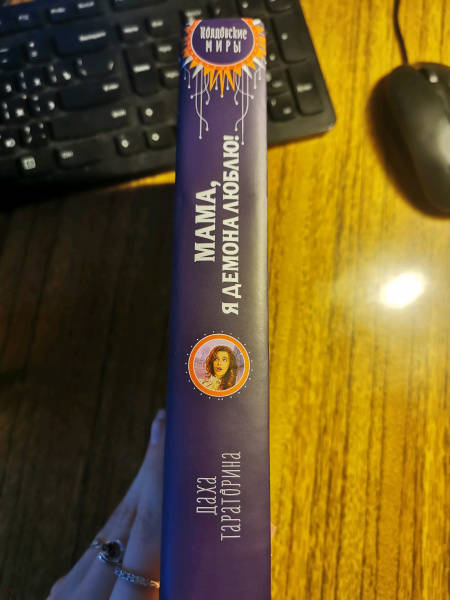 Колдовские
МИРЫ
МАМА,
Я ДЕМОНА ЛЮБЛЮ!
ДАХА
ТАРАТОРИНА